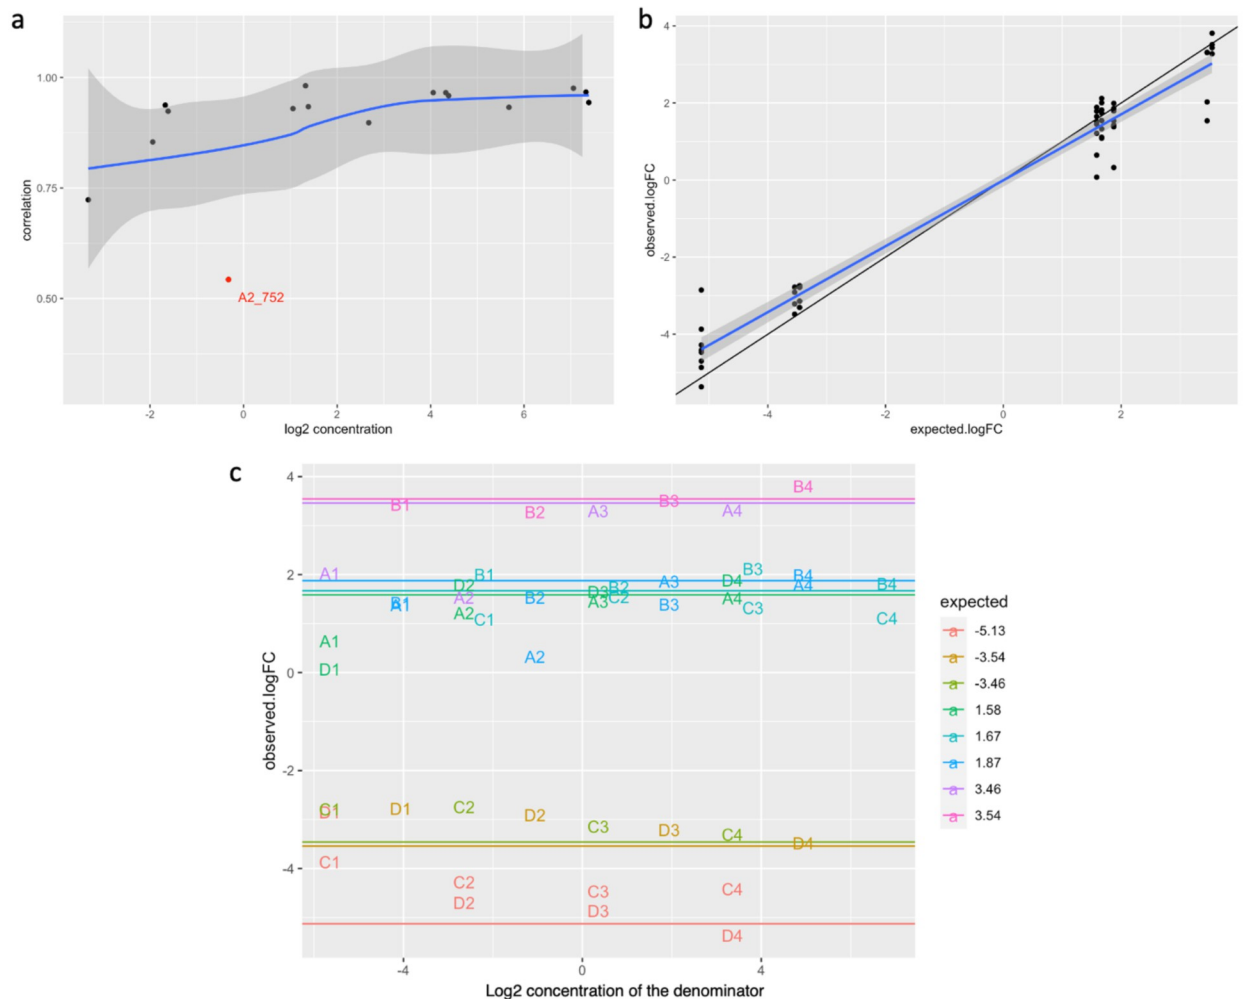 a
1.00
0.75
0.50
correlation
A2_752
-2
0
2
4
6
log2 concentration
b
4
2
0
-2
-4
observed.logFC
-4
-2
0
2
expected.logFC
c
4
2
0
-2
-4
observed.logFC
B4
B1
B3
B2
A3
A4
A1
B1
B3
B4
D2
A3
D4
A4
B4
B1
A1
A2
B2
D3
B2
A3
C2
B3
A4
C3
A2
C1
C4
A1
D1
A2
C1
D1
D1
C2
D2
C3
D3
C4
D4
C1
C2
C3
C4
D2
D3
D4
-4
0
4
Log2 concentration of the denominator
expected
a -5.13
a -3.54
a -3.46
a 1.58
a 1.67
a 1.87
a 3.46
a 3.54